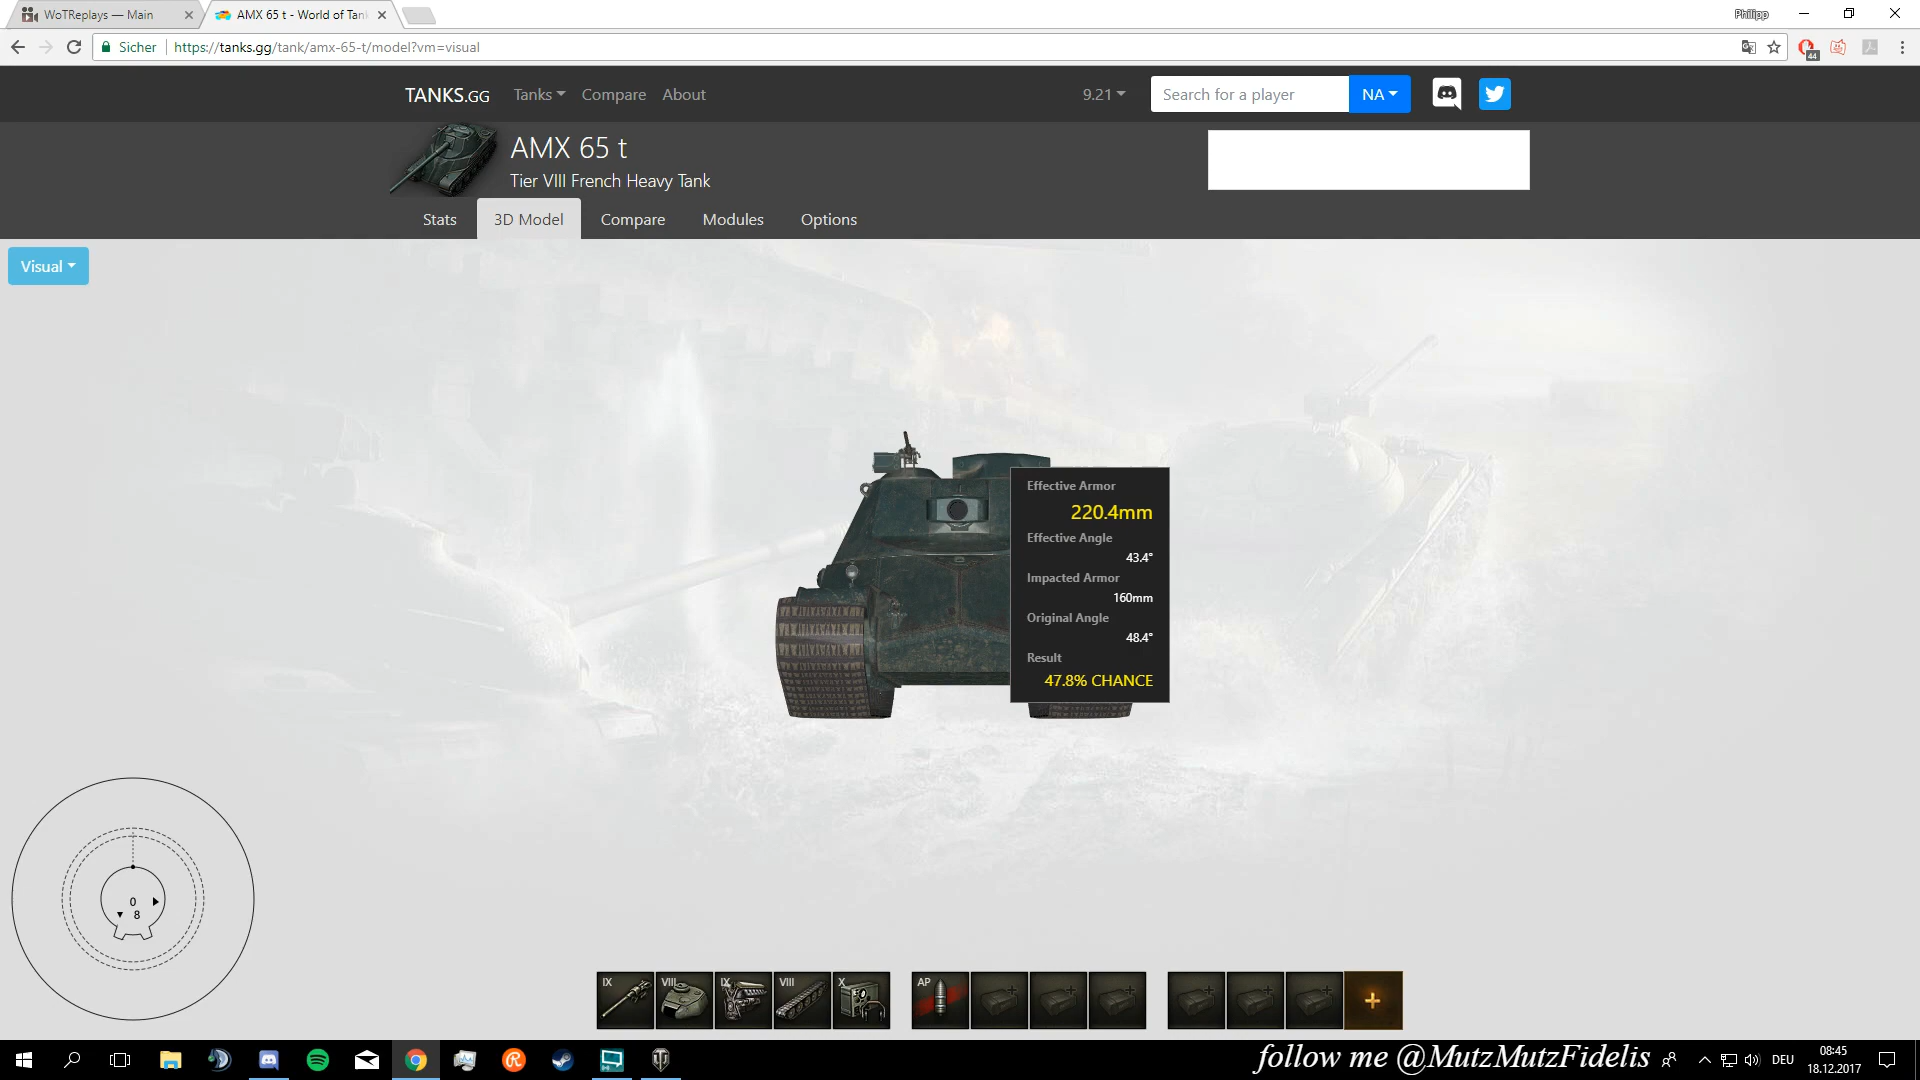 WoTReplays — Main
AMX 65 t - World of Tan
Philipp
Sicher
https://tanks.gg/tank/amx-65-t/model?vm=visual
44
TANKS.GG
Tanks
Compare
About
9.21
Search for a player
NA
AMX 65 t
Tier VIII French Heavy Tank
Stats
3D Model
Compare
Modules
Options
Visual
Effective Armor
220.4mm
Effective Angle
43.4°
Impacted Armor
160mm
Original Angle
48.4°
Result
47.8% CHANCE
0
8
IX
VIII
IX
VIII
X
AP
follow me @MutzMutzFidelis
DEU
08:45
18.12.2017